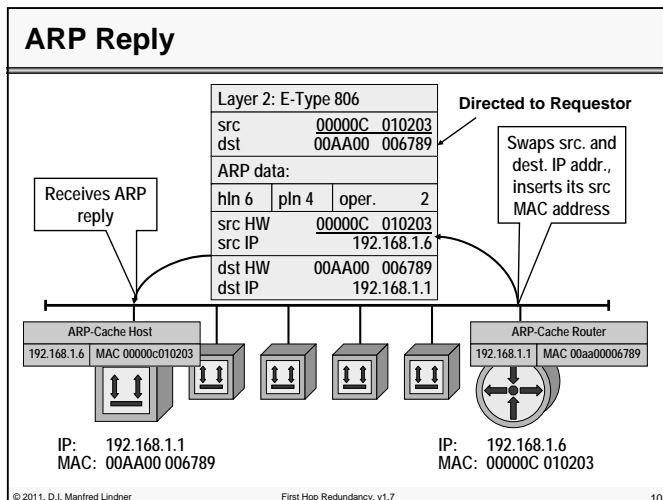 ARP Reply
Layer 2: E-Type 806
src 00000C 010203
dst 00AA00 006789
ARP data:
hln 6 pln 4 oper. 2
src HW 00000C 010203
src IP 192.168.1.6
dst HW 00AA00 006789
dst IP 192.168.1.1
Directed to Requestor
Swaps src. and
dest. IP addr.,
inserts its src
MAC address
Receives ARP
reply
ARP-Cache Host
192.168.1.6 MAC 00000c010203
ARP-Cache Router
192.168.1.1 MAC 00aa00006789
IP: 192.168.1.1
MAC: 00AA00 006789
IP: 192.168.1.6
MAC: 00000C 010203
© 2011, D.I. Manfred Lindner First Hop Redundancy, v1.7 10